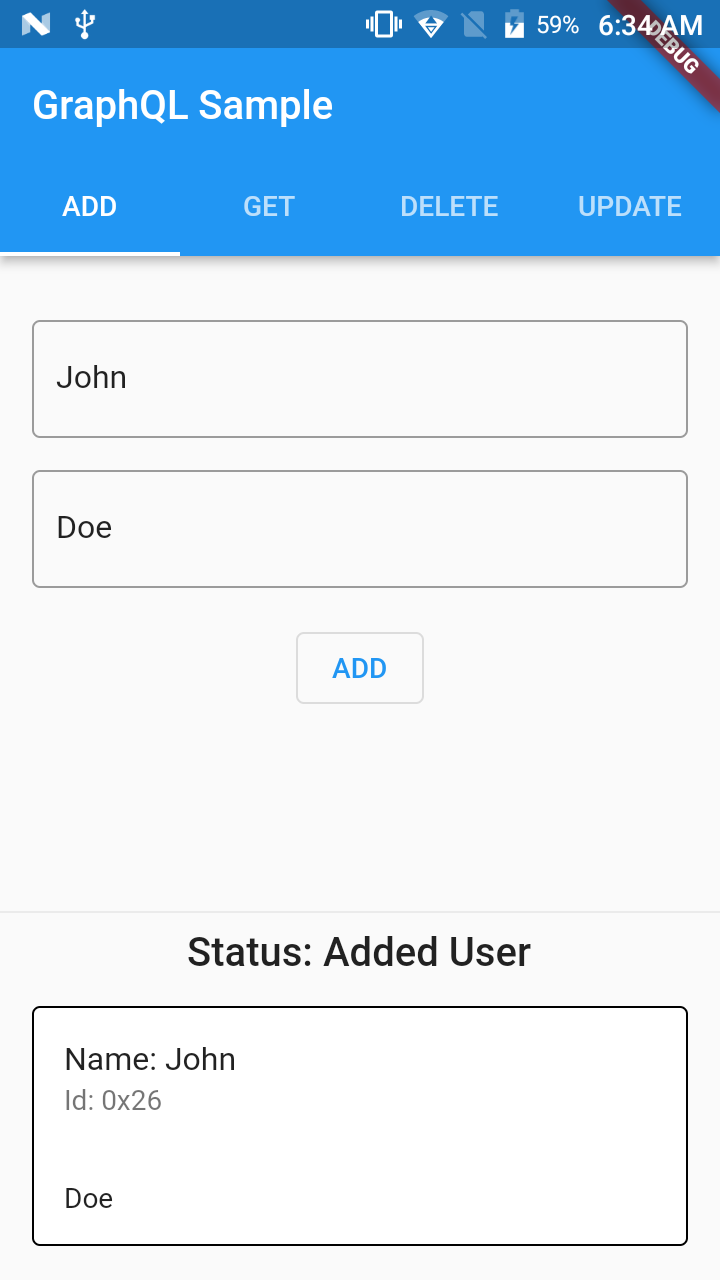 59% 6:34 AM
DEBUG
GraphQL Sample
ADD GET DELETE UPDATE
John
Doe
ADD
Status: Added User
Name: John
Id: 0x26
Doe